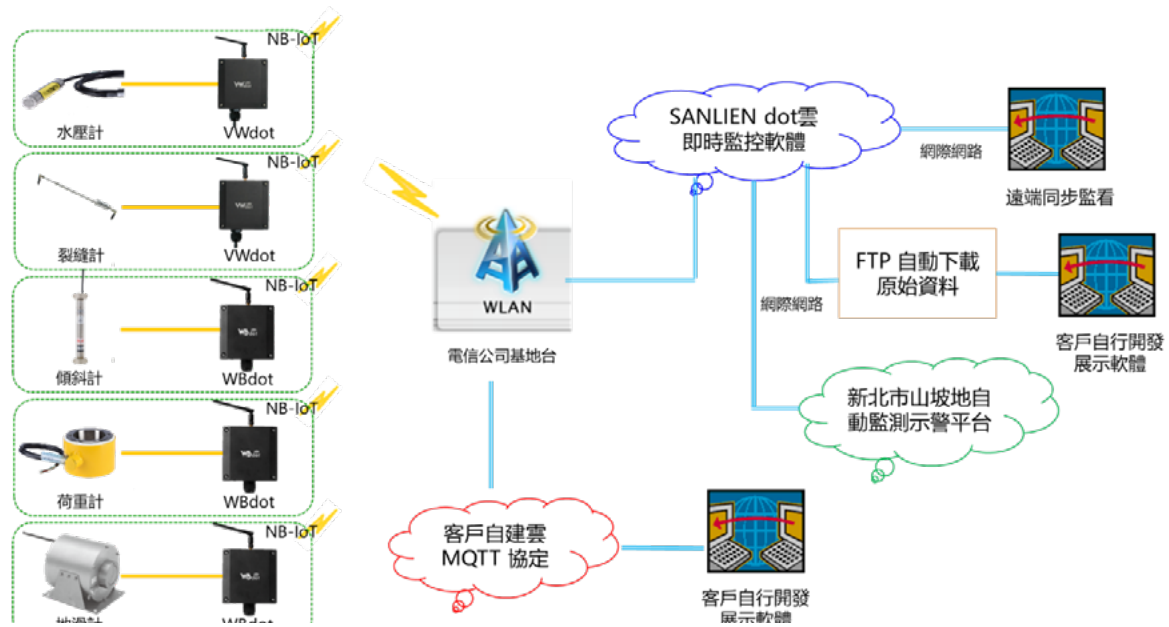 NB-IoT
水壓計
VWdot
NB-IoT
裂縫計
VWdot
NB-IoT
傾斜計
WBdot
NB-IoT
荷重計
WBdot
NB-IoT
地滑計
WBdot
WLAN
電信公司基地台
SANLIEN dot雲
即時監控軟體
網際網路
遠端同步監看
FTP 自動下載
原始資料
網際網路
客戶自行開發
展示軟體
新北市山坡地自
動監測示警平台
客戶自建雲
MQTT 協定
客戶自行開發
展示軟體